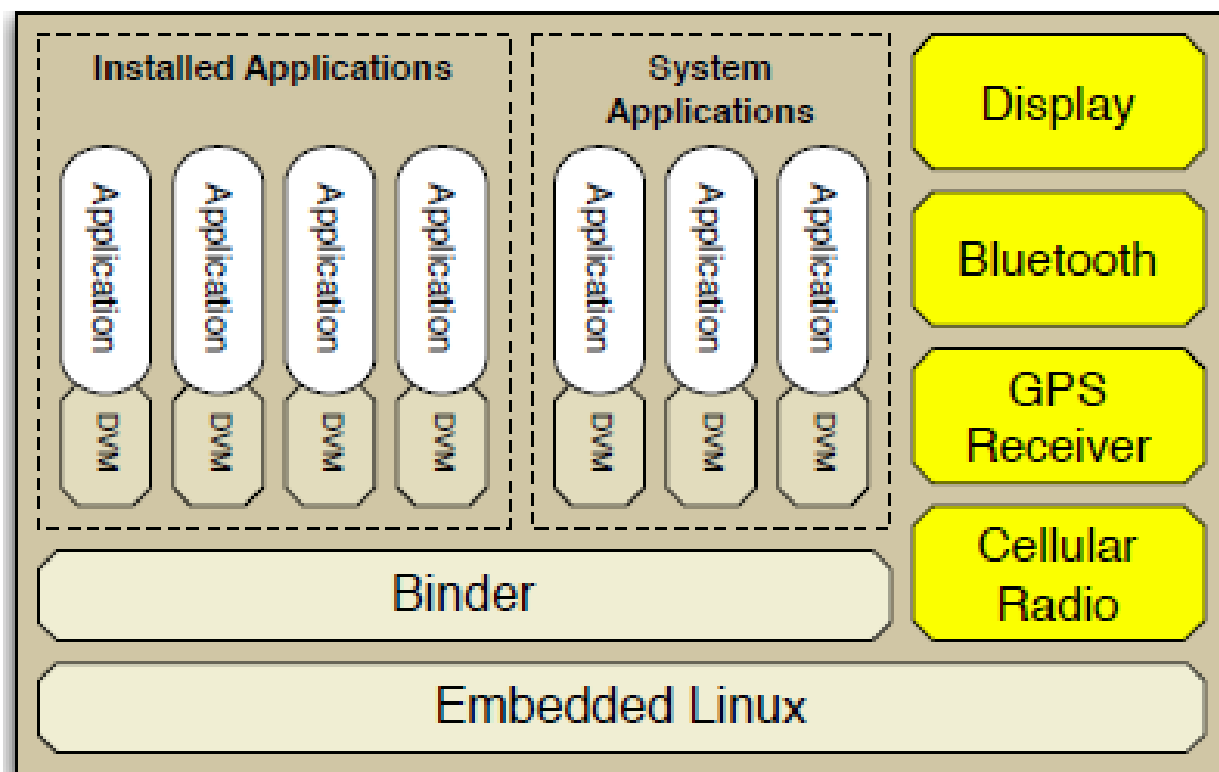 Installed Applications
Application
DVM
Application
DVM
Application
DVM
Application
DVM
System
Applications
Application
DVM
Application
DVM
Application
DVM
Display
Bluetooth
GPS
Receiver
Cellular
Radio
Binder
Embedded Linux